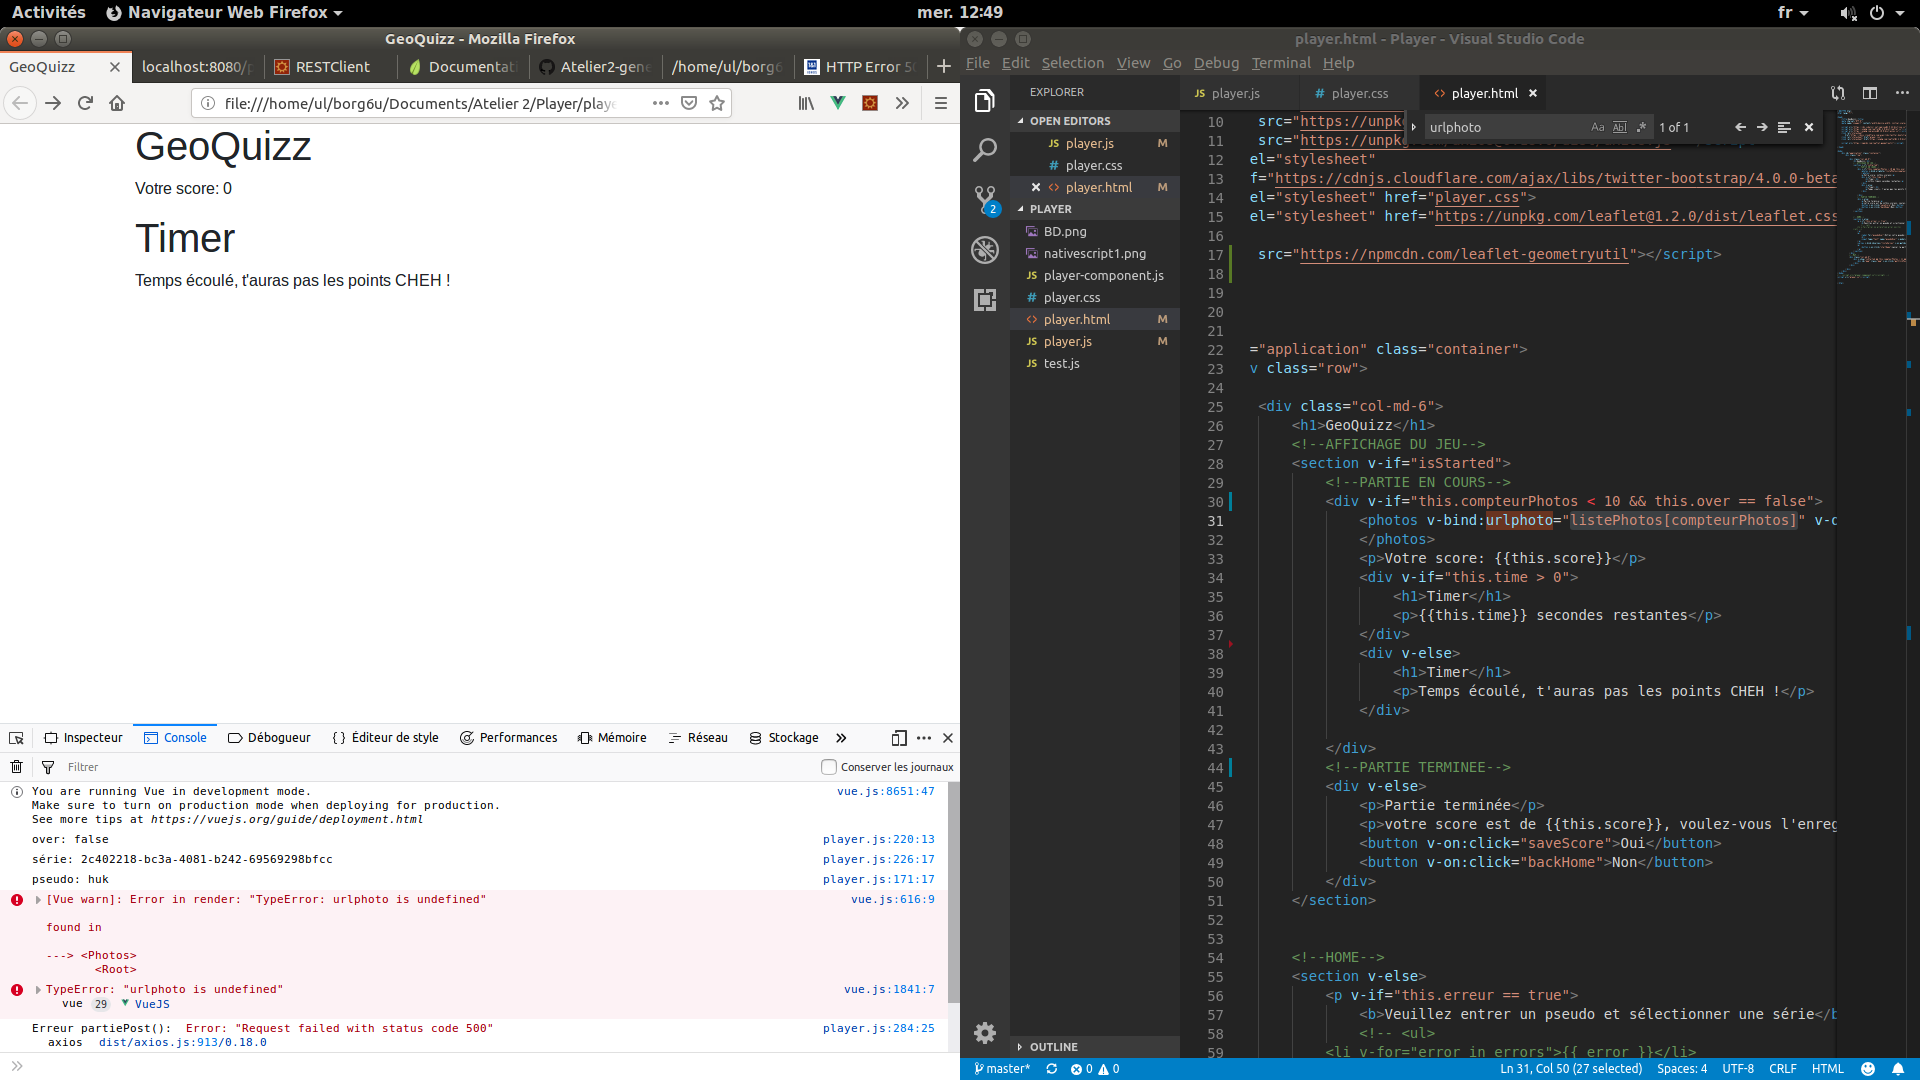 Activités
Navigateur Web Firefox
mer. 12:49
fr
GeoQuizz - Mozilla Firefox
GeoQuizz
localhost:8080/p
RESTClient
Documentati
Atelier2-gene
/home/ul/borg6
HTTP Error 50
file:///home/ul/borg6u/Documents/Atelier 2/Player/playe
GeoQuizz
Votre score: 0
Timer
Temps écoulé, t'auras pas les points CHEH !
Inspecteur
Console
Débogueur
Éditeur de style
Performances
Mémoire
Réseau
Stockage
Filtrer
Conserver les journaux
You are running Vue in development mode.
vue.js:8651:47
Make sure to turn on production mode when deploying for production.
See more tips at https://vuejs.org/guide/deployment.html
over: false
player.js:220:13
série: 2c402218-bc3a-4081-b242-69569298bfcc
player.js:226:17
pseudo: huk
player.js:171:17
[Vue warn]: Error in render: "TypeError: urlphoto is undefined"
vue.js:616:9
found in
---> <Photos>
<Root>
TypeError: "urlphoto is undefined"
vue.js:1841:7
vue 29 VueJS
Erreur partiePost(): Error: "Request failed with status code 500"
player.js:284:25
axios dist/axios.js:913/0.18.0
player.html - Player - Visual Studio Code
File Edit Selection View Go Debug Terminal Help
EXPLORER
OPEN EDITORS
JS player.js M
# player.css
<> player.html M
PLAYER
BD.png
nativescript1.png
JS player-component.js
# player.css
<> player.html M
JS player.js M
JS test.js
OUTLINE
2
JS player.js
# player.css
<> player.html
urlphoto
Aa Abl .*
1 of 1
10 src="https://unpkg
11 src="https://unpkg
12 el="stylesheet"
13 f="https://cdnjs.cloudflare.com/ajax/libs/twitter-bootstrap/4.0.0-beta
14 el="stylesheet" href="player.css">
15 el="stylesheet" href="https://unpkg.com/leaflet@1.2.0/dist/leaflet.css
16
17 src="https://npmcdn.com/leaflet-geometryutil"></script>
18
19
20
21
22 ="application" class="container">
23 v class="row">
24
25 <div class="col-md-6">
26 <h1>GeoQuizz</h1>
27 <!--AFFICHAGE DU JEU-->
28 <section v-if="isStarted">
29 <!--PARTIE EN COURS-->
30 <div v-if="this.compteurPhotos < 10 && this.over == false">
31 <photos v-bind:urlphoto="listePhotos[compteurPhotos]" v-o
32 </photos>
33 <p>Votre score: {{this.score}}</p>
34 <div v-if="this.time > 0">
35 <h1>Timer</h1>
36 <p>{{this.time}} secondes restantes</p>
37 </div>
38 <div v-else>
39 <h1>Timer</h1>
40 <p>Temps écoulé, t'auras pas les points CHEH !</p>
41 </div>
42
43 </div>
44 <!--PARTIE TERMINEE-->
45 <div v-else>
46 <p>Partie terminée</p>
47 <p>votre score est de {{this.score}}, voulez-vous l'enreg
48 <button v-on:click="saveScore">Oui</button>
49 <button v-on:click="backHome">Non</button>
50 </div>
51 </section>
52
53
54 <!--HOME-->
55 <section v-else>
56 <p v-if="this.erreur == true">
57 <b>Veuillez entrer un pseudo et sélectionner une série</b
58 <!-- <ul>
59 <li v-for="error in errors">{{ error }}</li>
master*
0 0
Ln 31, Col 50 (27 selected)
Spaces: 4
UTF-8
CRLF
HTML